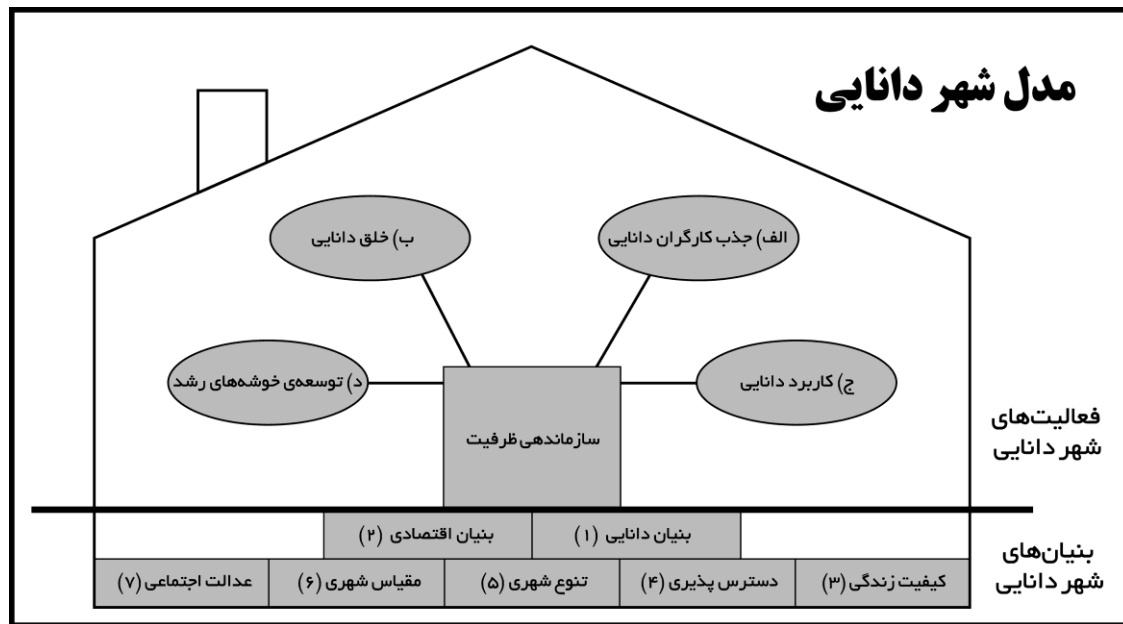 مدل شهر دانایی
الف) جذب کارگران دانایی
ب) خلق دانایی
ج) کاربرد دانایی
د) توسعه‌ی خوشه‌های رشد
سازماندهی ظرفیت
فعالیت‌های
شهر دانایی
بنیان دانایی (۱)
بنیان اقتصادی (۲)
بنیان‌های
شهر دانایی
کیفیت زندگی (۳)
دسترس پذیری (۴)
تنوع شهری (۵)
مقیاس شهری (۶)
عدالت اجتماعی (۷)